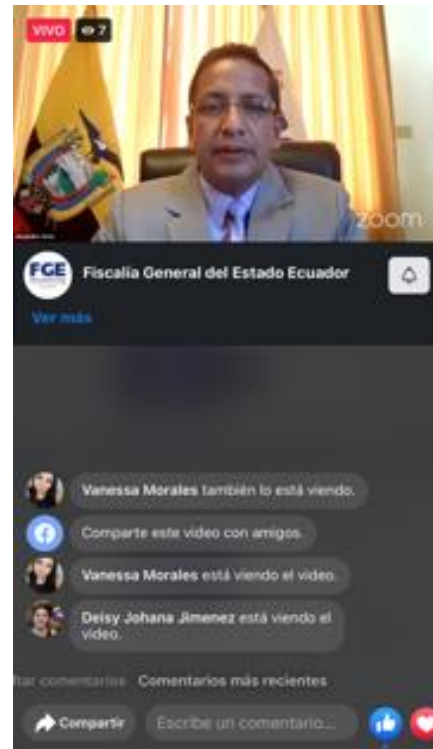 VIVO 7
zoom
FGE
Fiscalía General del Estado Ecuador
Ver más
Vanessa Morales también lo está viendo.
Comparte este video con amigos.
Vanessa Morales está viendo el video.
Deisy Johana Jimenez está viendo el
video.
trar comentarios Comentarios más recientes
Compartir Escribe un comentario...